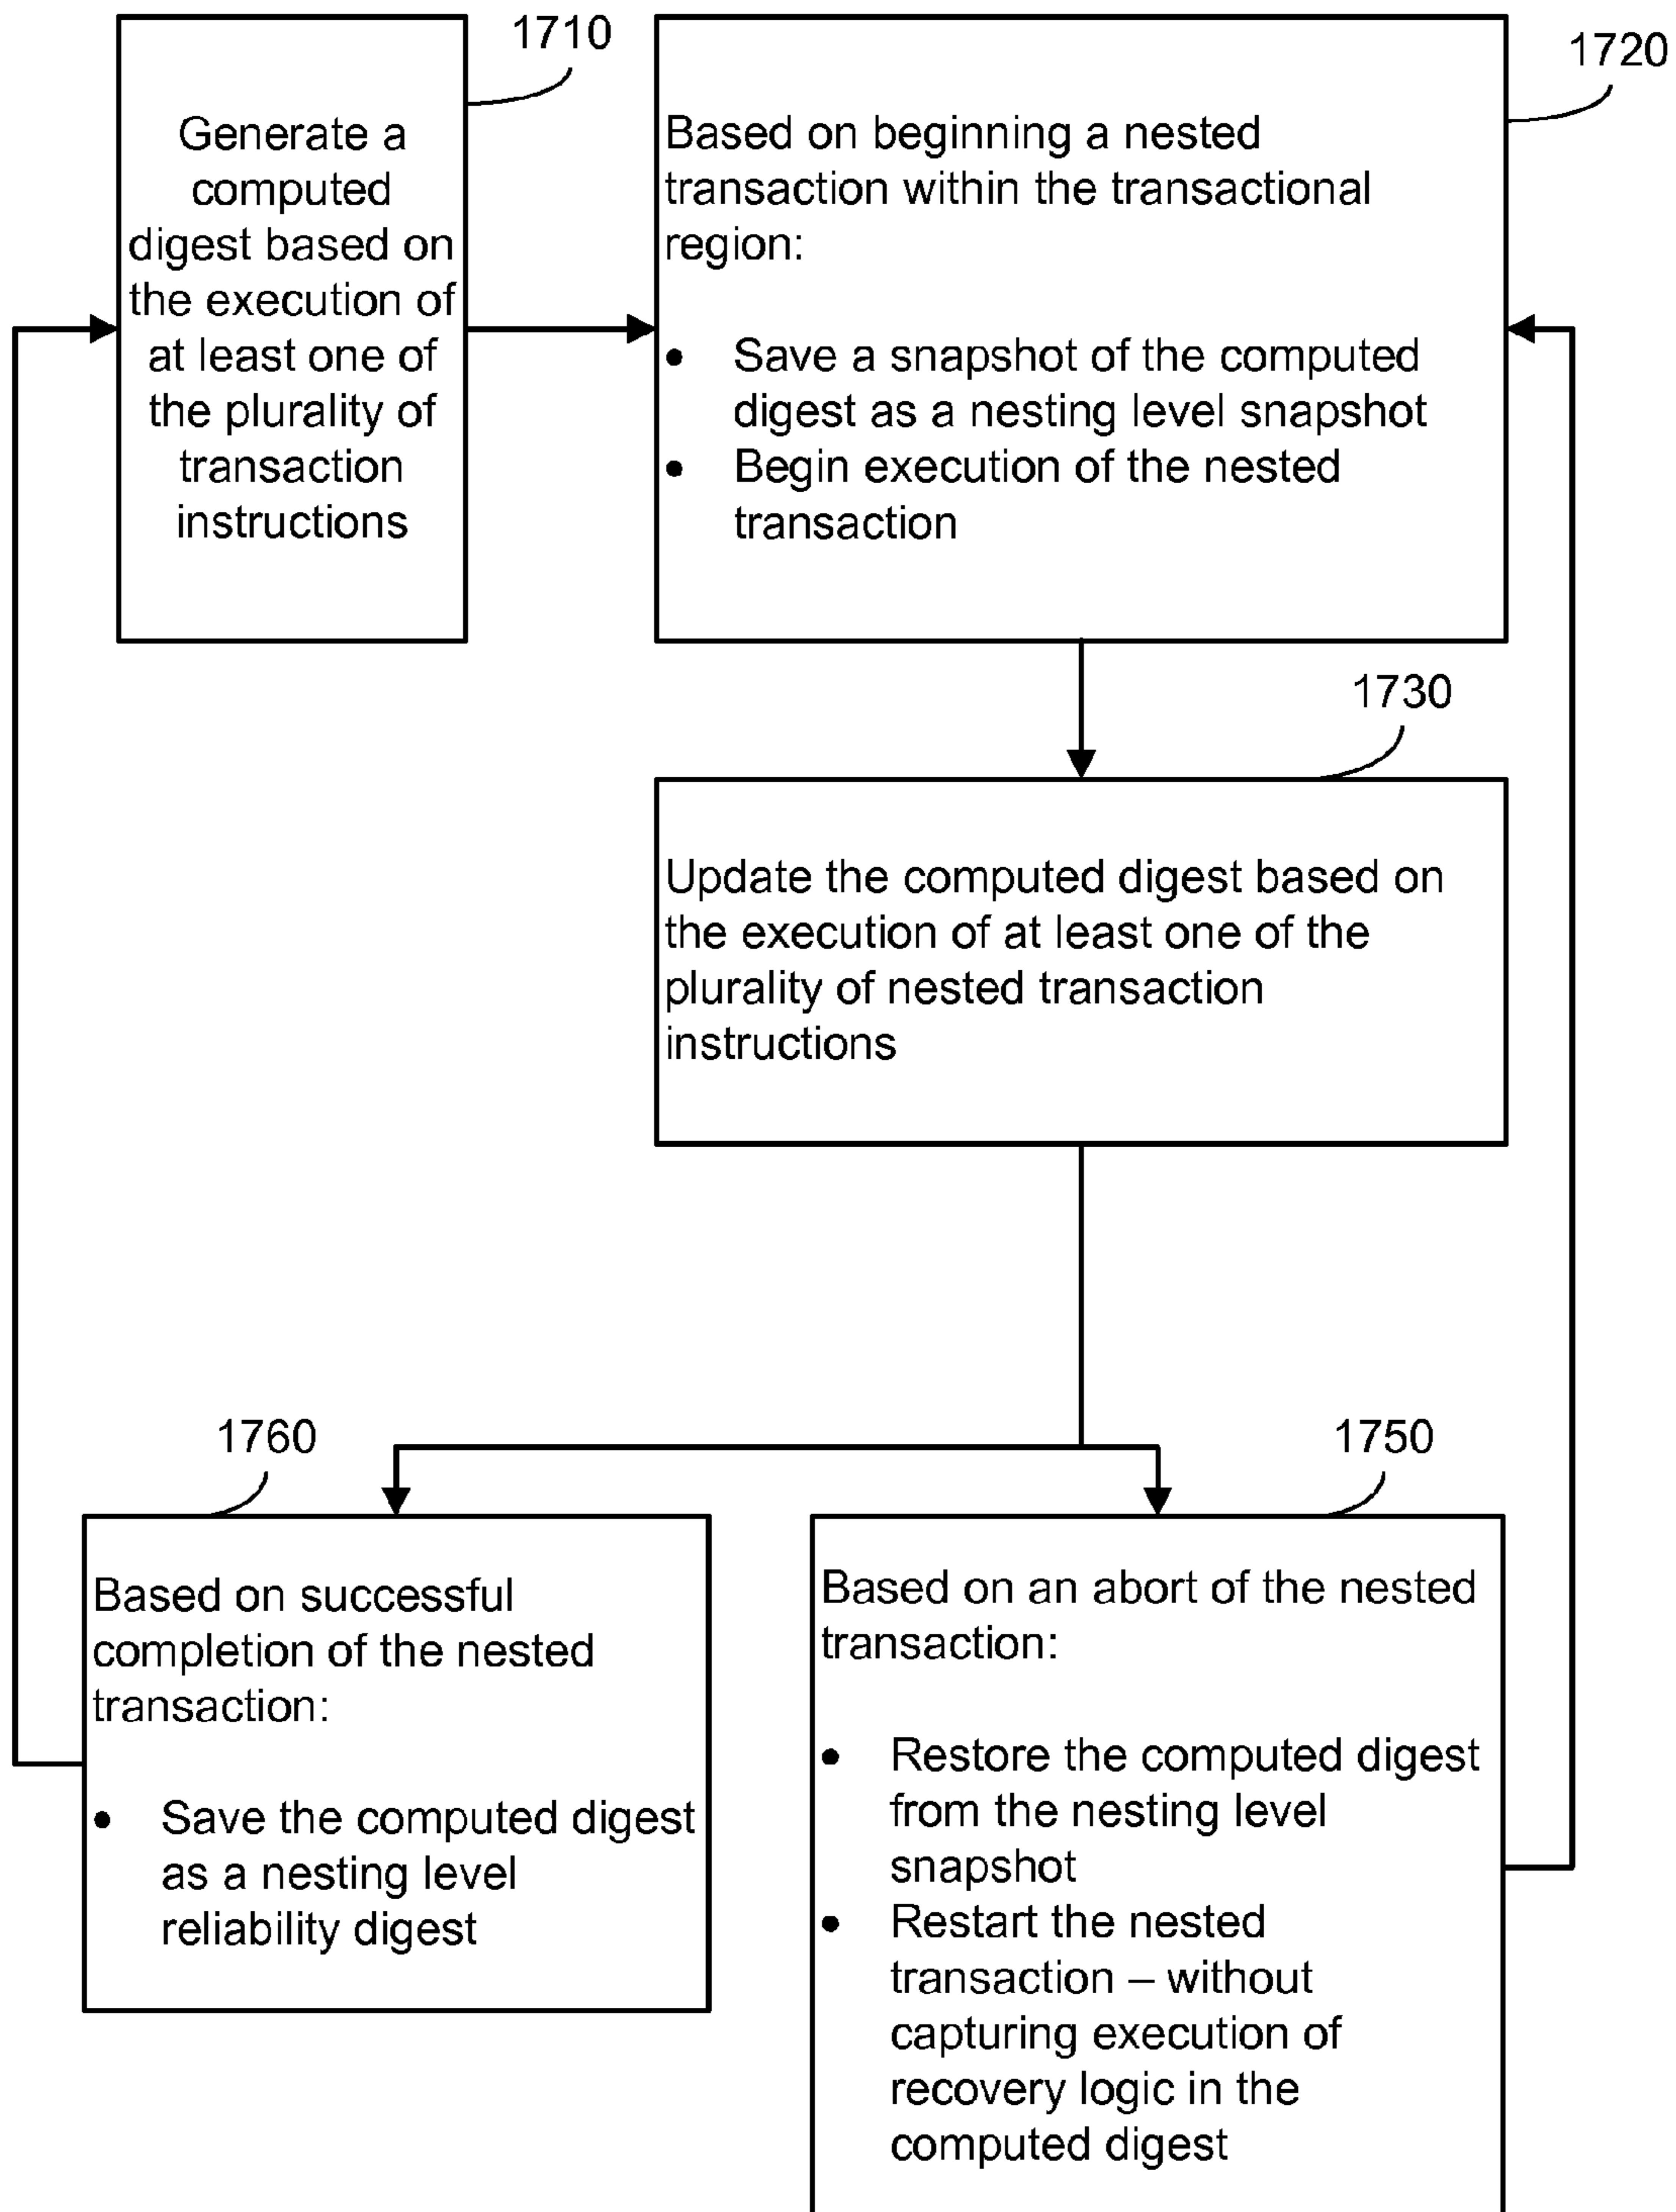 1710
Generate a
computed
digest based on
the execution of
at least one of
the plurality of
transaction
instructions
1720
Based on beginning a nested
transaction within the transactional
region:
• Save a snapshot of the computed
digest as a nesting level snapshot
• Begin execution of the nested
transaction
1730
Update the computed digest based on
the execution of at least one of the
plurality of nested transaction
instructions
1760
Based on successful
completion of the nested
transaction:
• Save the computed digest
as a nesting level
reliability digest
1750
Based on an abort of the nested
transaction:
• Restore the computed digest
from the nesting level
snapshot
• Restart the nested
transaction – without
capturing execution of
recovery logic in the
computed digest